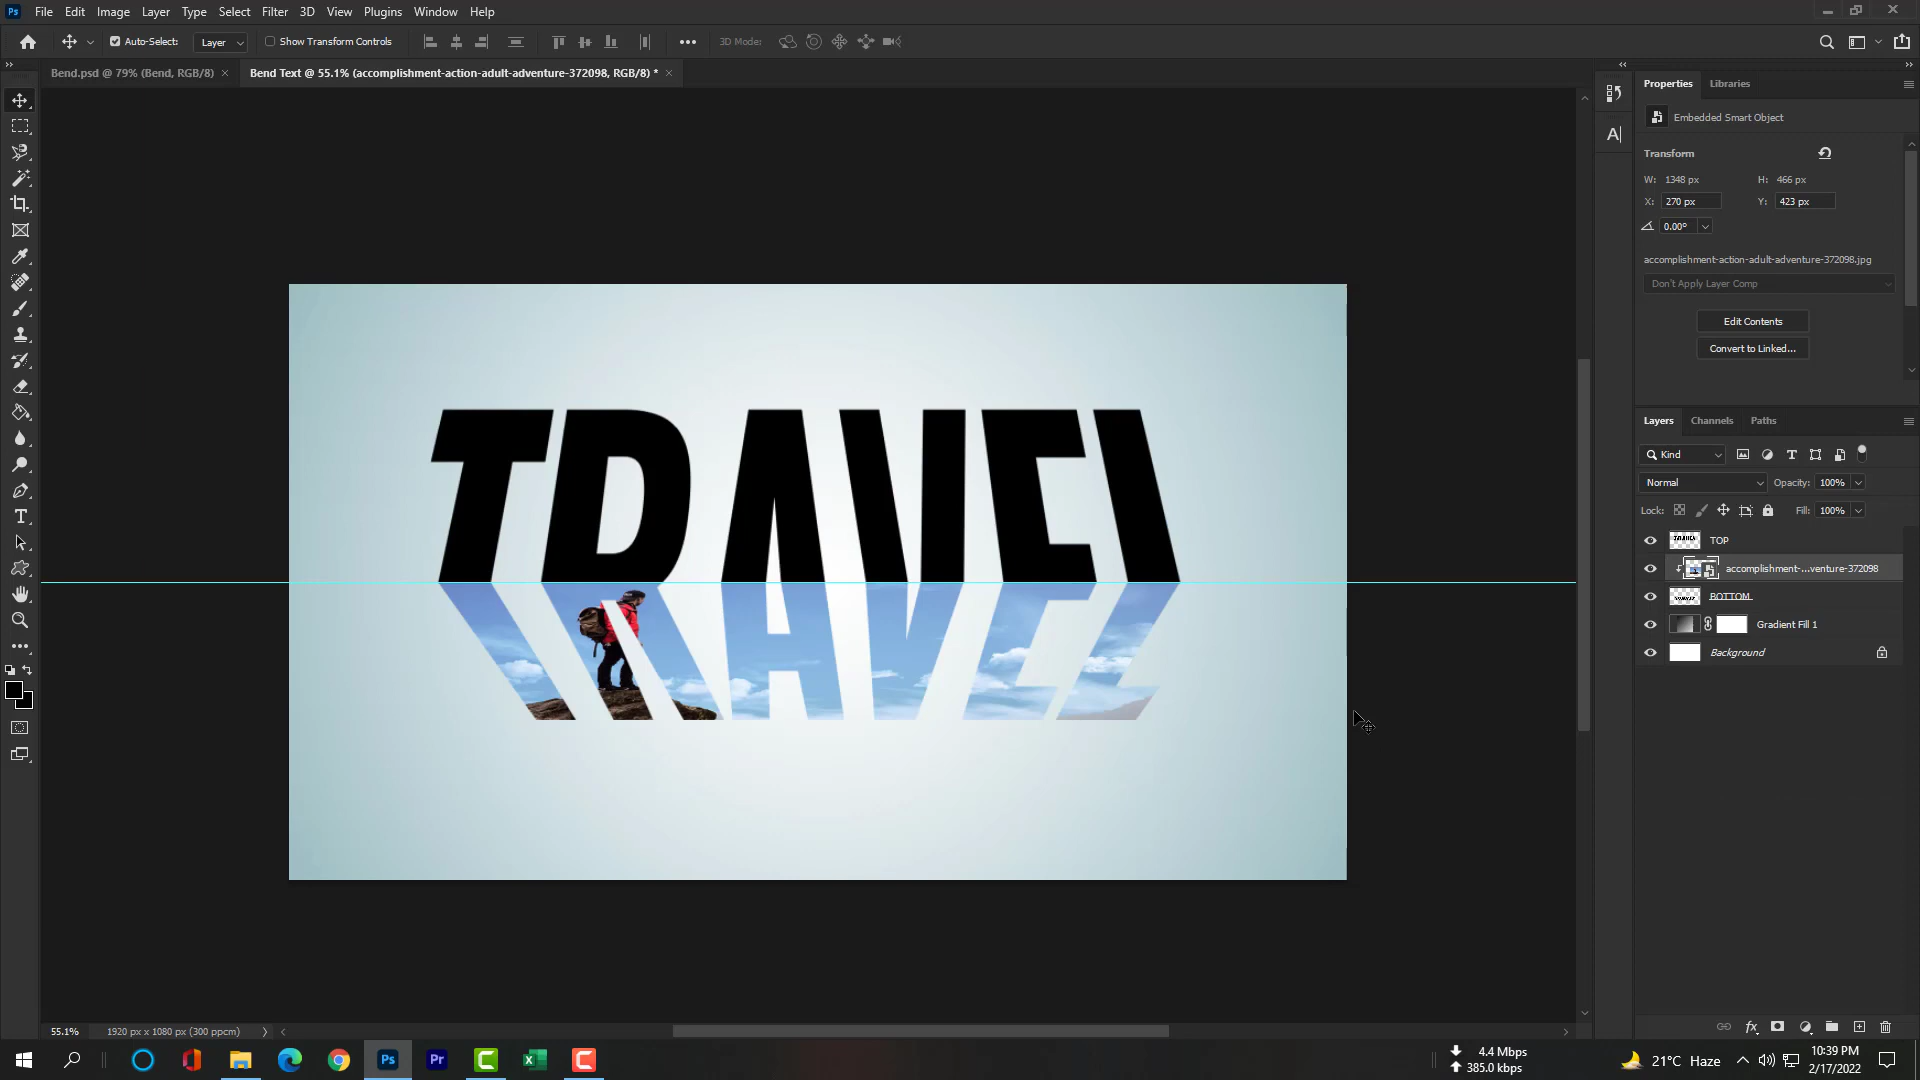 Ps File Edit Image Layer Type Select Filter 3D View Plugins Window Help
Auto-Select: Layer Show Transform Controls 3D Mode:
Bend.psd @ 79% (Bend, RGB/8) × Bend Text @ 55.1% (accomplishment-action-adult-adventure-372098, RGB/8) * ×
Properties Libraries
Embedded Smart Object
Transform
W: 1348 px H: 466 px
X: 270 px Y: 423 px
0.00°
accomplishment-action-adult-adventure-372098.jpg
Don't Apply Layer Comp
Edit Contents
Convert to Linked...
TRAVEL
Layers Channels Paths
Kind
Normal Opacity: 100%
Lock: Fill: 100%
TOP
accomplishment-...venture-372098
BOTTOM
Gradient Fill 1
Background
55.1% 1920 px x 1080 px (300 ppcm)
Ps Pr
4.4 Mbps
385.0 kbps
21°C Haze
10:39 PM
2/17/2022